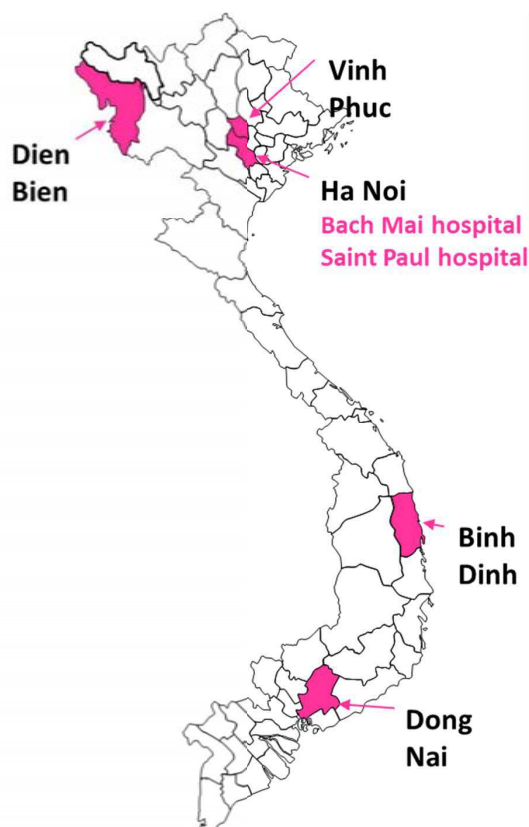 Vinh
Phuc
Dien
Bien
Ha Noi
Bach Mai hospital
Saint Paul hospital
Binh
Dinh
Dong
Nai